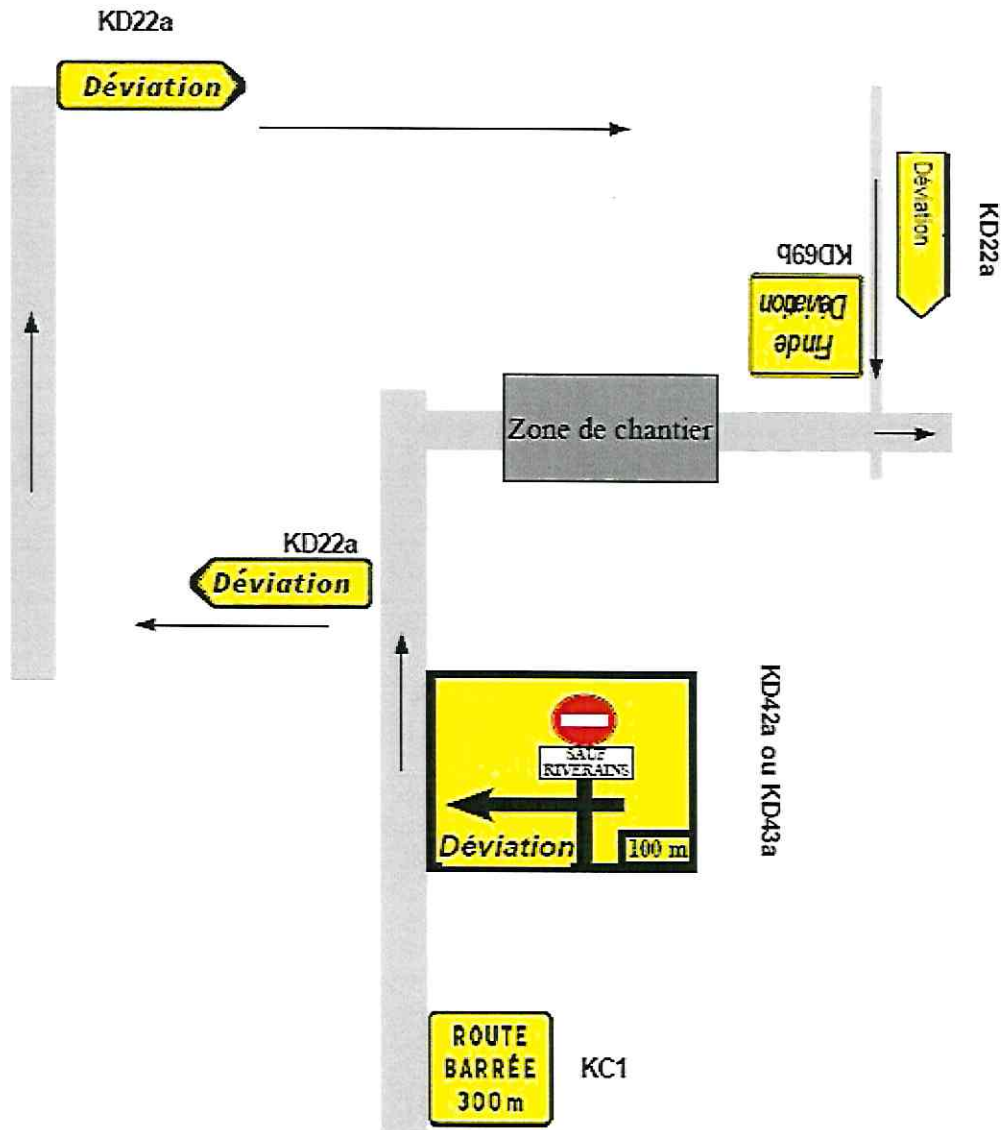 KD22a
Déviation
Déviation
KD22a
KD69b
Fin de
Déviation
Zone de chantier
KD22a
Déviation
SAUF
RIVERAINS
Déviation
100 m
KD42a ou KD43a
ROUTE
BARRÉE
300m
KC1